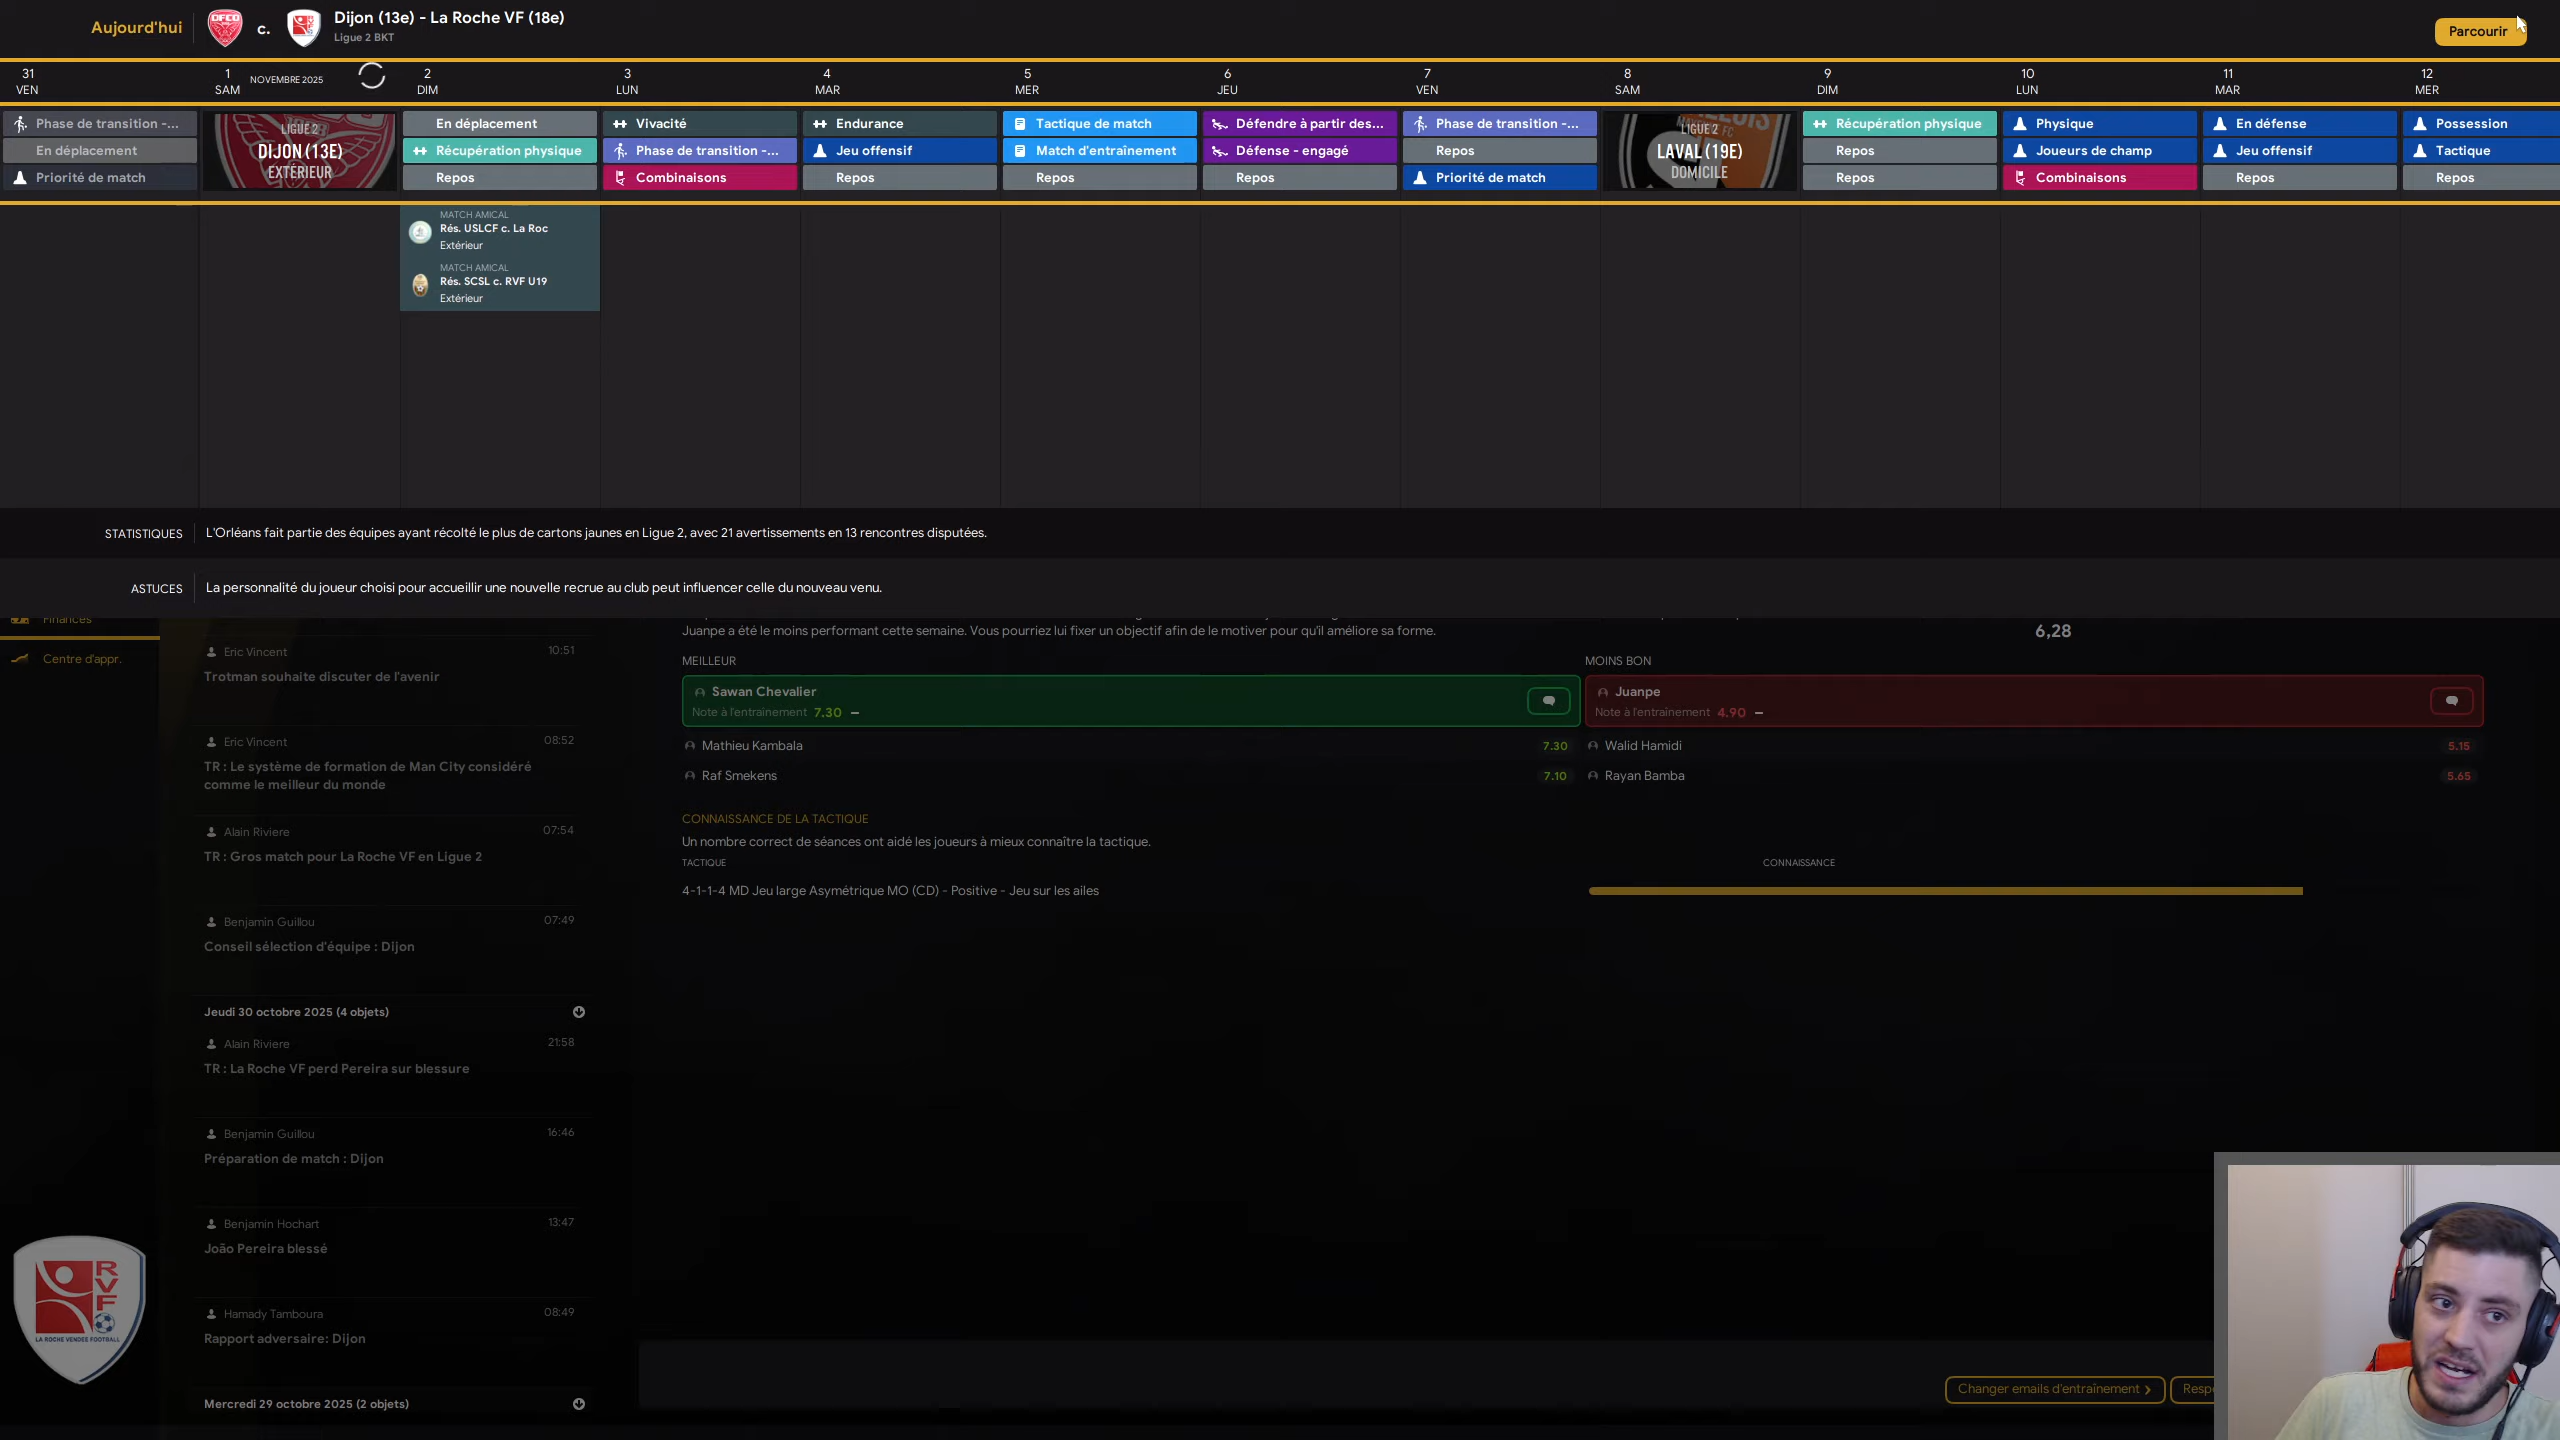 Aujourd'hui
DFCO
c.
Dijon (13e) - La Roche VF (18e)
Ligue 2 BKT
Parcourir
31 VEN
1 SAM
NOVEMBRE 2025
2 DIM
3 LUN
4 MAR
5 MER
6 JEU
7 VEN
8 SAM
9 DIM
10 LUN
11 MAR
12 MER
Phase de transition -...
En déplacement
Priorité de match
LIGUE 2
DIJON (13E)
EXTÉRIEUR
En déplacement
Récupération physique
Repos
Vivacité
Phase de transition -...
Combinaisons
Endurance
Jeu offensif
Repos
Tactique de match
Match d'entraînement
Repos
Défendre à partir des...
Défense - engagé
Repos
Phase de transition -...
Repos
Priorité de match
LIGUE 2
LAVAL (19E)
DOMICILE
Récupération physique
Repos
Repos
Physique
Joueurs de champ
Combinaisons
En défense
Jeu offensif
Repos
Possession
Tactique
Repos
MATCH AMICAL
Rés. USLCF c. La Roc
Extérieur
MATCH AMICAL
Rés. SCSL c. RVF U19
Extérieur
STATISTIQUES
L'Orléans fait partie des équipes ayant récolté le plus de cartons jaunes en Ligue 2, avec 21 avertissements en 13 rencontres disputées.
ASTUCES
La personnalité du joueur choisi pour accueillir une nouvelle recrue au club peut influencer celle du nouveau venu.
Finances
Centre d'appr.
Eric Vincent 10:51
Trotman souhaite discuter de l'avenir
Eric Vincent 08:52
TR : Le système de formation de Man City considéré
comme le meilleur du monde
Alain Riviere 07:54
TR : Gros match pour La Roche VF en Ligue 2
Benjamin Guillou 07:49
Conseil sélection d'équipe : Dijon
Jeudi 30 octobre 2025 (4 objets)
Alain Riviere 21:58
TR : La Roche VF perd Pereira sur blessure
Benjamin Guillou 16:46
Préparation de match : Dijon
Benjamin Hochart 13:47
João Pereira blessé
Hamady Tamboura 08:49
Rapport adversaire: Dijon
Mercredi 29 octobre 2025 (2 objets)
RVF
LA ROCHE VENDEE FOOTBALL
Juanpe a été le moins performant cette semaine. Vous pourriez lui fixer un objectif afin de le motiver pour qu'il améliore sa forme.
6,28
MEILLEUR
Sawan Chevalier
Note à l'entraînement 7.30 –
Mathieu Kambala 7.30
Raf Smekens 7.10
MOINS BON
Juanpe
Note à l'entraînement 4.90 –
Walid Hamidi 5.15
Rayan Bamba 5.65
CONNAISSANCE DE LA TACTIQUE
Un nombre correct de séances ont aidé les joueurs à mieux connaître la tactique.
TACTIQUE
CONNAISSANCE
4-1-1-4 MD Jeu large Asymétrique MO (CD) - Positive - Jeu sur les ailes
Changer emails d'entraînement
Resp